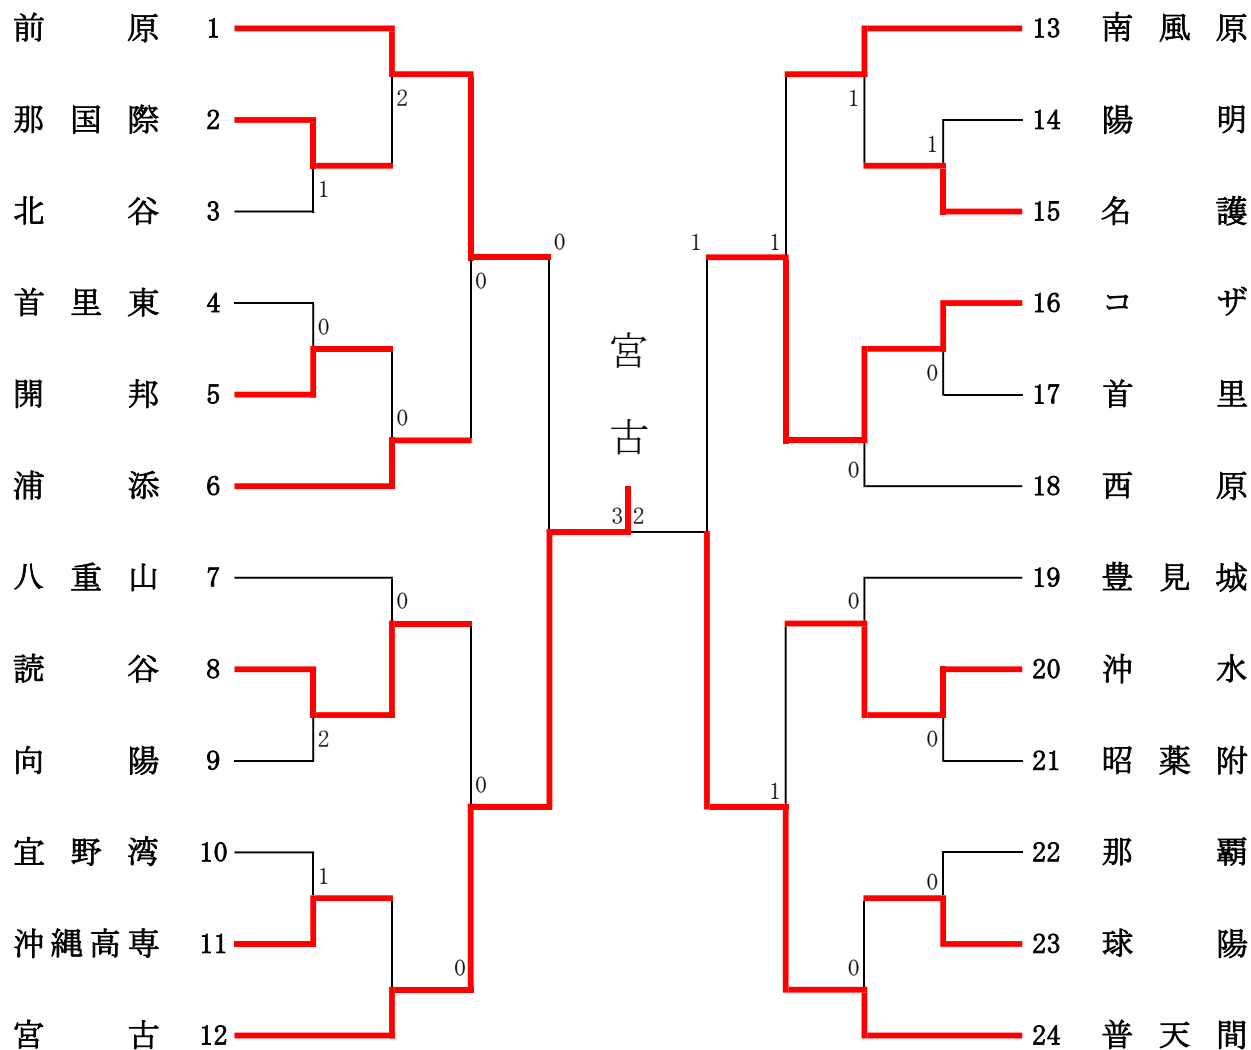 前原 1
2
那国際 2
1
北谷 3
0
0
首里東 4
0
開邦 5
0
浦添 6
八重山 7
0
読谷 8
2
向陽 9
0
宜野湾 10
1
沖縄高専 11
0
宮古 12
宮古
3 2
13 南風原
1
14 陽明
1
15 名護
1 1
16 コザ
0
17 首里
0
18 西原
19 豊見城
0
20 沖水
0
21 昭薬附
1
22 那覇
0
23 球陽
0
24 普天間